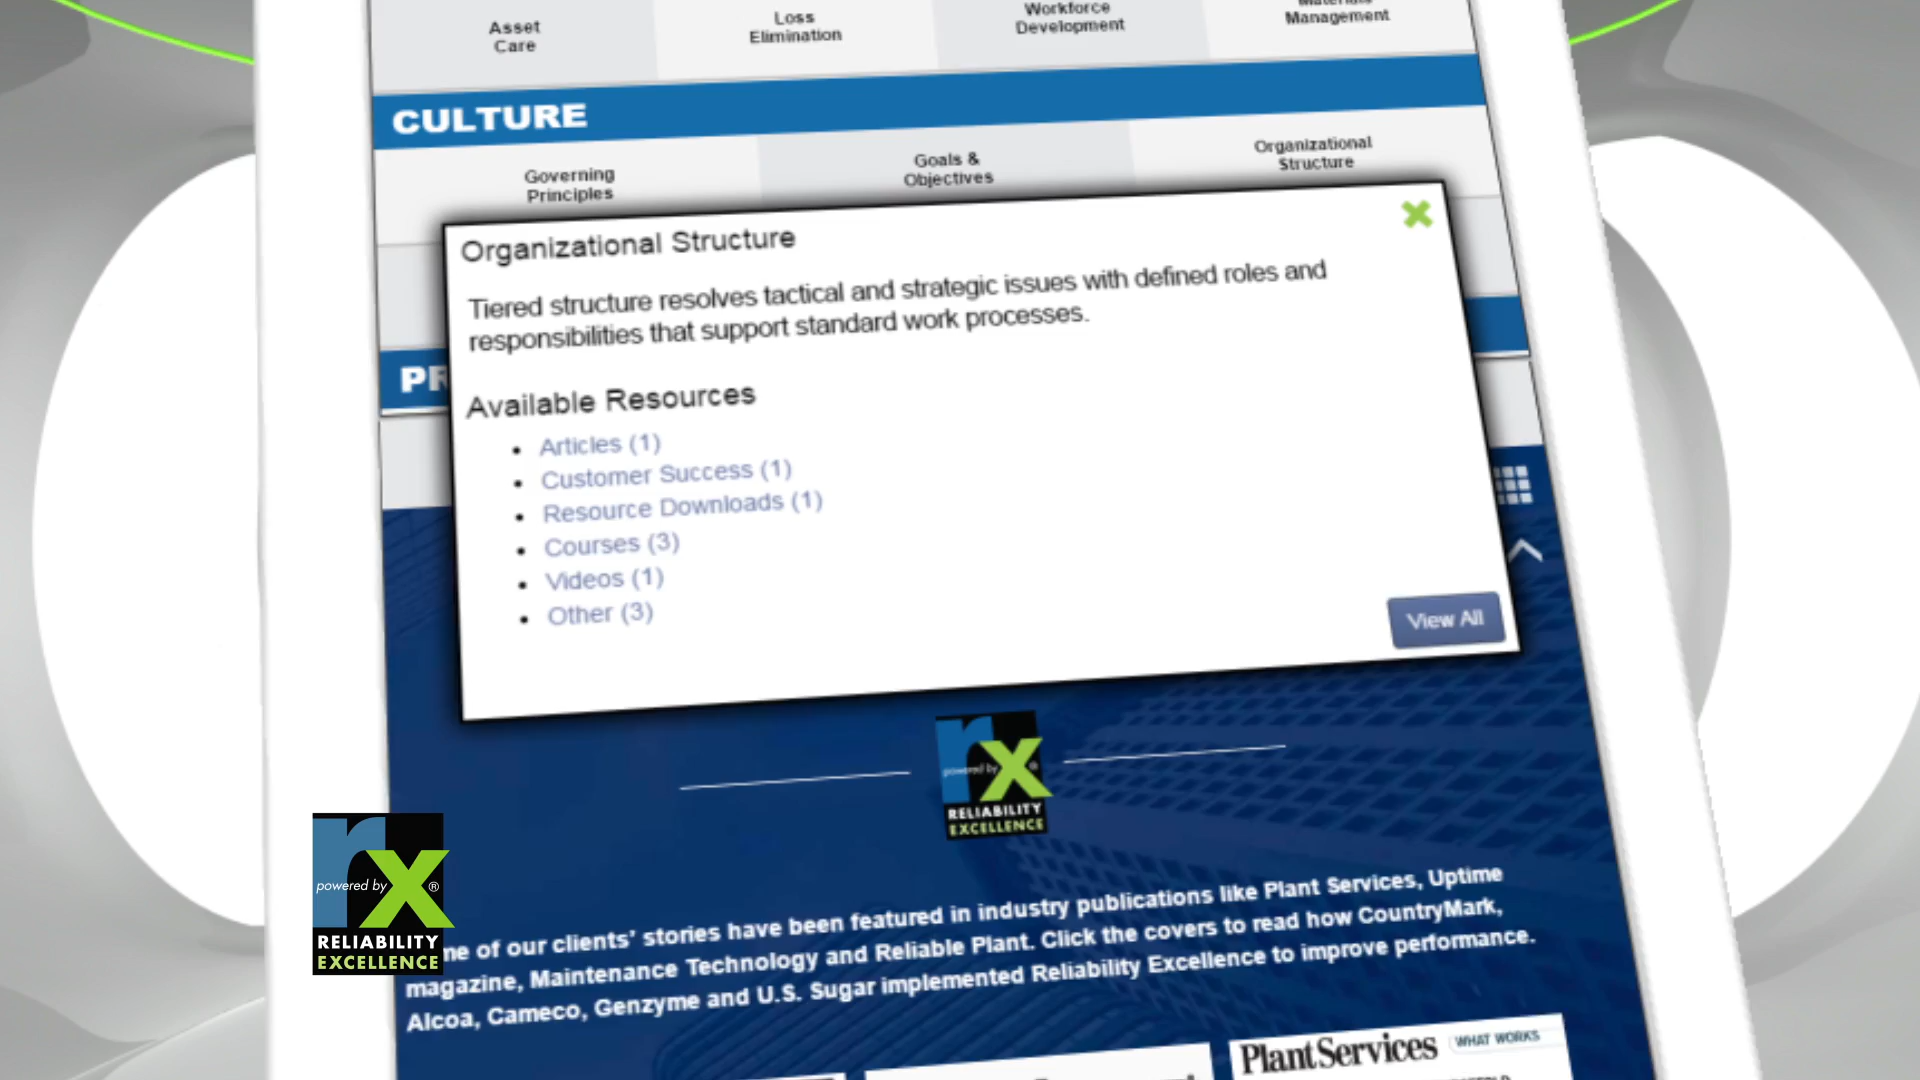 Asset
Care
Loss
Elimination
Workforce
Development
Materials
Management
CULTURE
Governing
Principles
Goals &
Objectives
Organizational
Structure
Organizational Structure
Tiered structure resolves tactical and strategic issues with defined roles and
responsibilities that support standard work processes.
PR
Available Resources
• Articles (1)
• Customer Success (1)
• Resource Downloads (1)
• Courses (3)
• Videos (1)
• Other (3)
View All
rx
powered by
®
RELIABILITY
EXCELLENCE
rx
powered by
®
RELIABILITY
EXCELLENCE
me of our clients’ stories have been featured in industry publications like Plant Services, Uptime
magazine, Maintenance Technology and Reliable Plant. Click the covers to read how CountryMark,
Alcoa, Cameco, Genzyme and U.S. Sugar implemented Reliability Excellence to improve performance.
PlantServices
WHAT WORKS